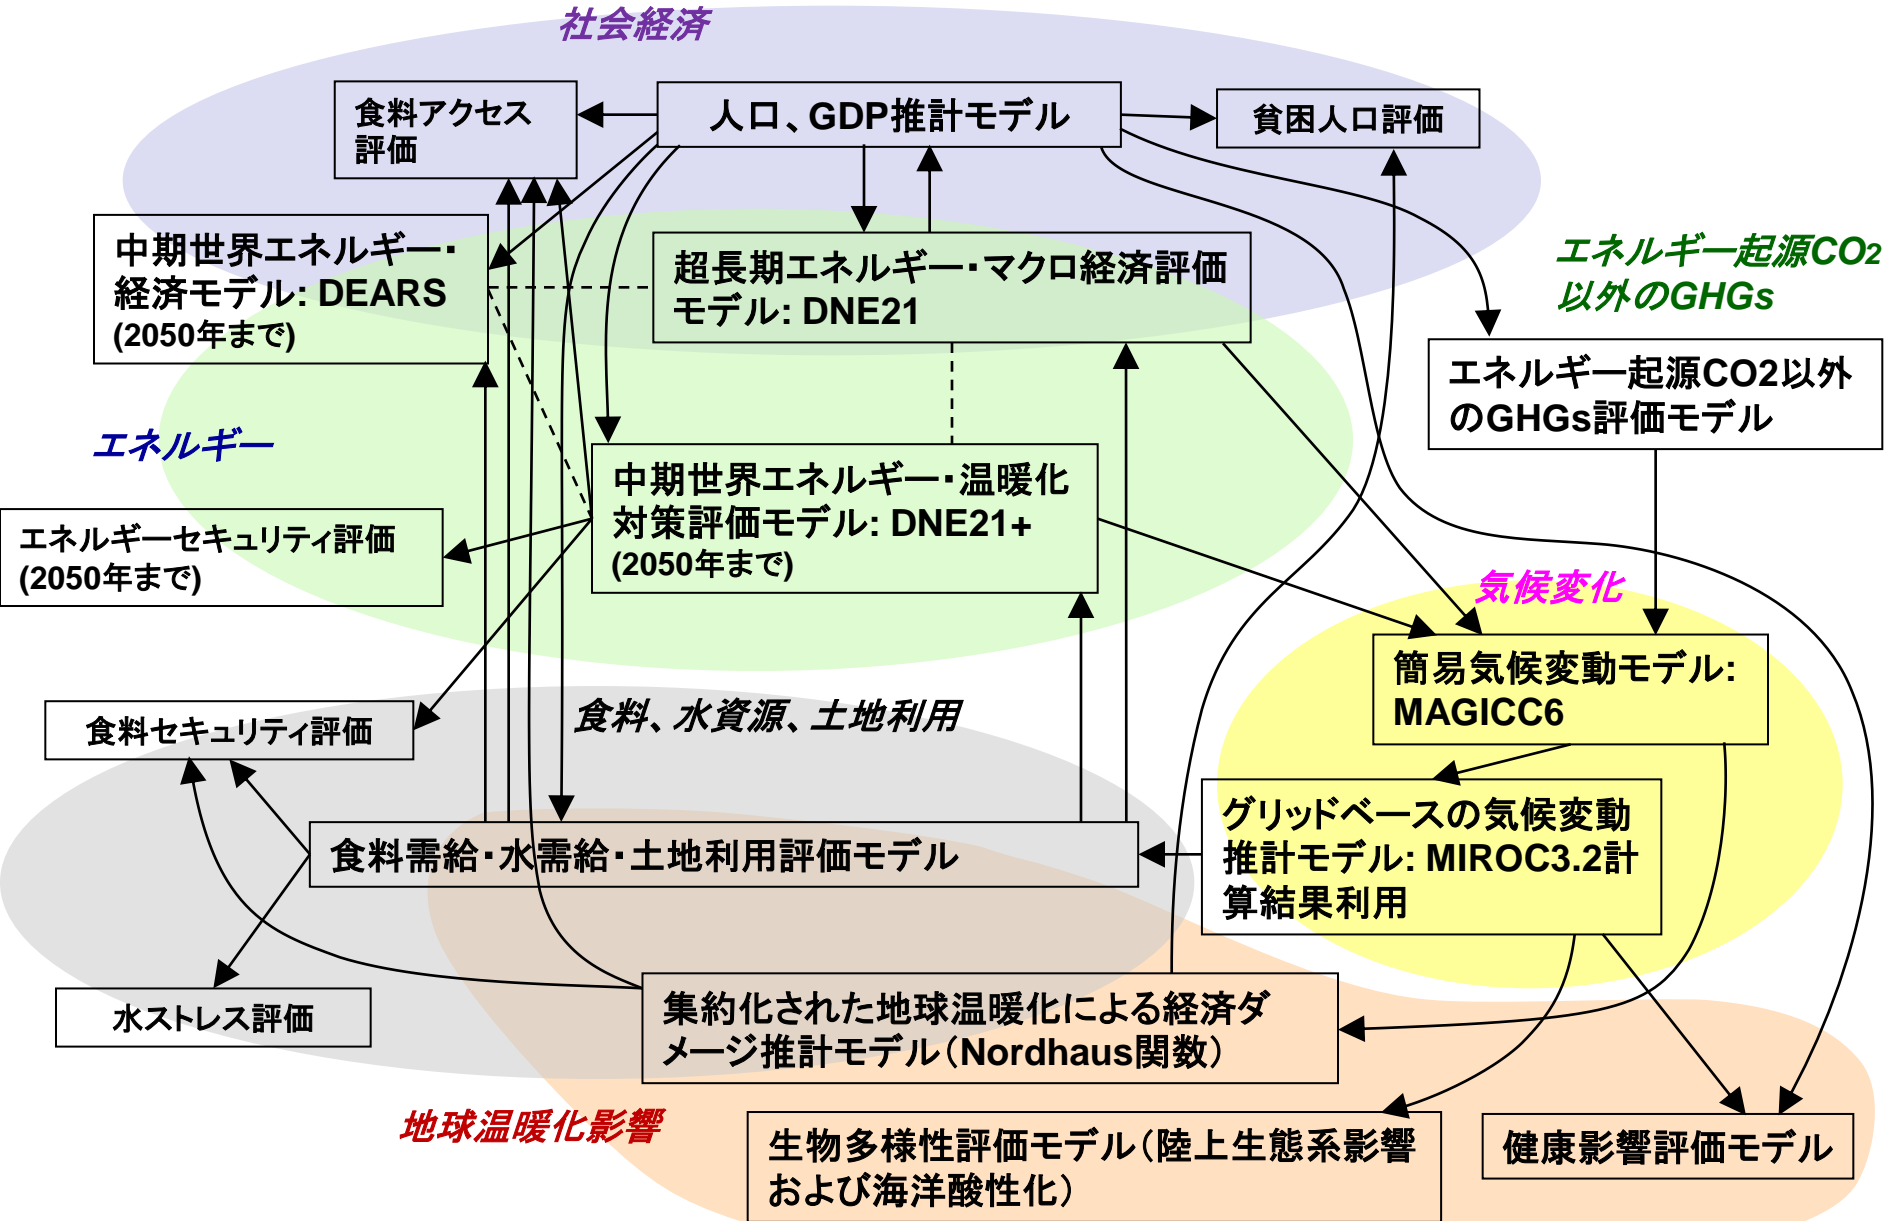 社会経済
食料アクセス
評価
人口、GDP推計モデル
貧困人口評価
中期世界エネルギー・
経済モデル: DEARS
(2050年まで)
超長期エネルギー・マクロ経済評価
モデル: DNE21
エネルギー起源CO2
以外のGHGs
エネルギー起源CO2以外
のGHGs評価モデル
エネルギー
中期世界エネルギー・温暖化
対策評価モデル: DNE21+
(2050年まで)
エネルギーセキュリティ評価
(2050年まで)
気候変化
簡易気候変動モデル:
MAGICC6
食料、水資源、土地利用
食料セキュリティ評価
グリッドベースの気候変動
推計モデル: MIROC3.2計
算結果利用
食料需給・水需給・土地利用評価モデル
水ストレス評価
集約化された地球温暖化による経済ダ
メージ推計モデル（Nordhaus関数）
地球温暖化影響
生物多様性評価モデル（陸上生態系影響
および海洋酸性化）
健康影響評価モデル